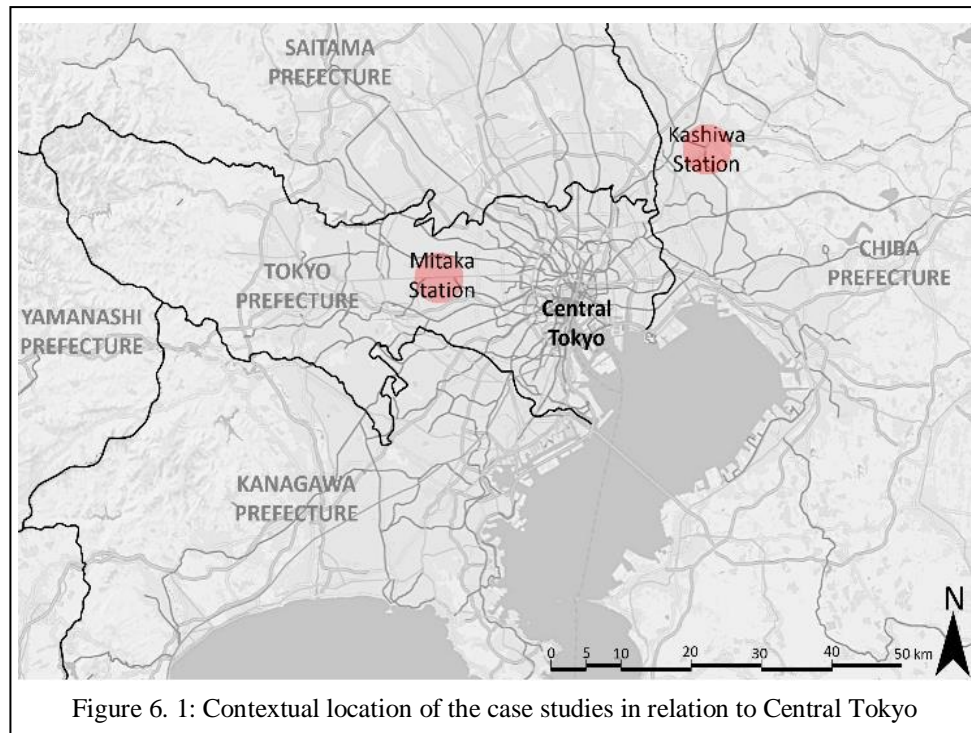 SAITAMA
PREFECTURE
Kashiwa
Station
CHIBA
PREFECTURE
Mitaka
Station
TOKYO
PREFECTURE
Central
Tokyo
YAMANASHI
PREFECTURE
KANAGAWA
PREFECTURE
N
0 5 10 20 30 40 50 km
Figure 6. 1: Contextual location of the case studies in relation to Central Tokyo